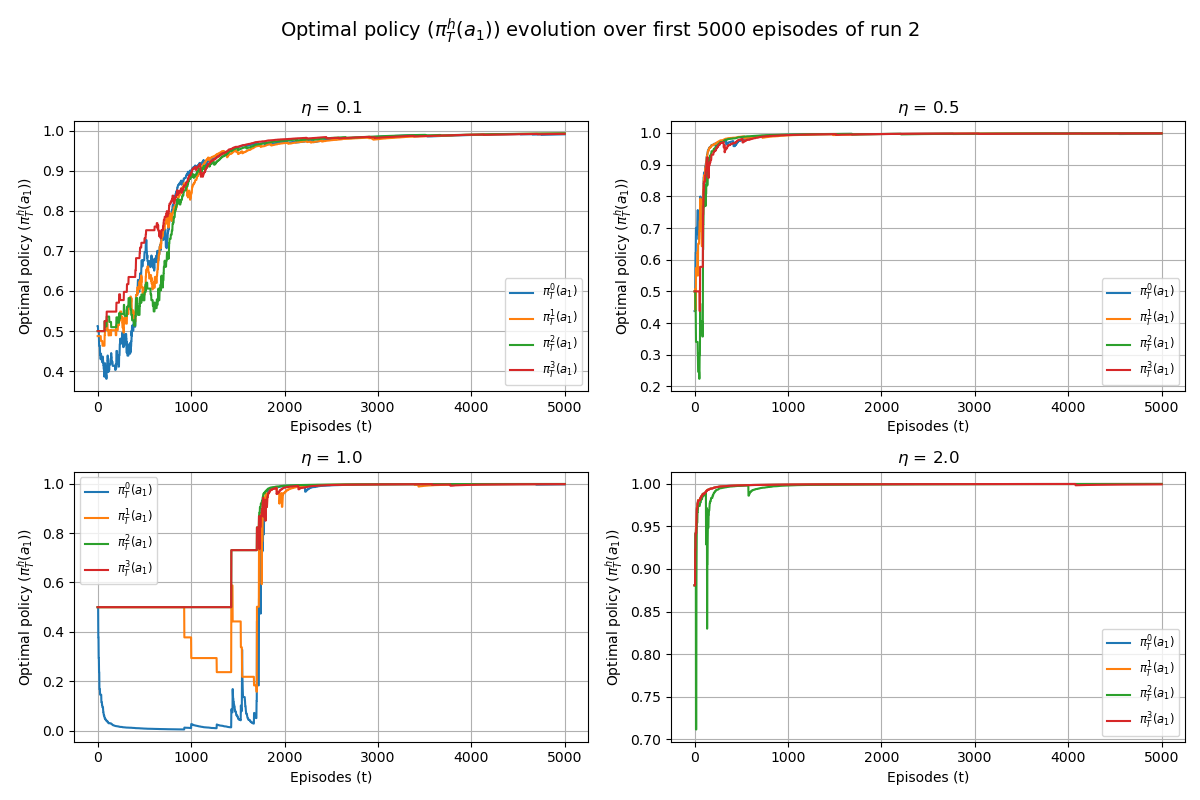 Optimal policy (π_T^h(a_1)) evolution over first 5000 episodes of run 2
η = 0.1
Optimal policy (π_T^h(a_1))
1.0
0.9
0.8
0.7
0.6
0.5
0.4
0 1000 2000 3000 4000 5000
Episodes (t)
π_T^0(a_1)
π_T^1(a_1)
π_T^2(a_1)
π_T^3(a_1)
η = 0.5
Optimal policy (π_T^h(a_1))
1.0
0.9
0.8
0.7
0.6
0.5
0.4
0.3
0.2
0 1000 2000 3000 4000 5000
Episodes (t)
π_T^0(a_1)
π_T^1(a_1)
π_T^2(a_1)
π_T^3(a_1)
η = 1.0
Optimal policy (π_T^h(a_1))
1.0
0.8
0.6
0.4
0.2
0.0
0 1000 2000 3000 4000 5000
Episodes (t)
π_T^0(a_1)
π_T^1(a_1)
π_T^2(a_1)
π_T^3(a_1)
η = 2.0
Optimal policy (π_T^h(a_1))
1.00
0.95
0.90
0.85
0.80
0.75
0.70
0 1000 2000 3000 4000 5000
Episodes (t)
π_T^0(a_1)
π_T^1(a_1)
π_T^2(a_1)
π_T^3(a_1)